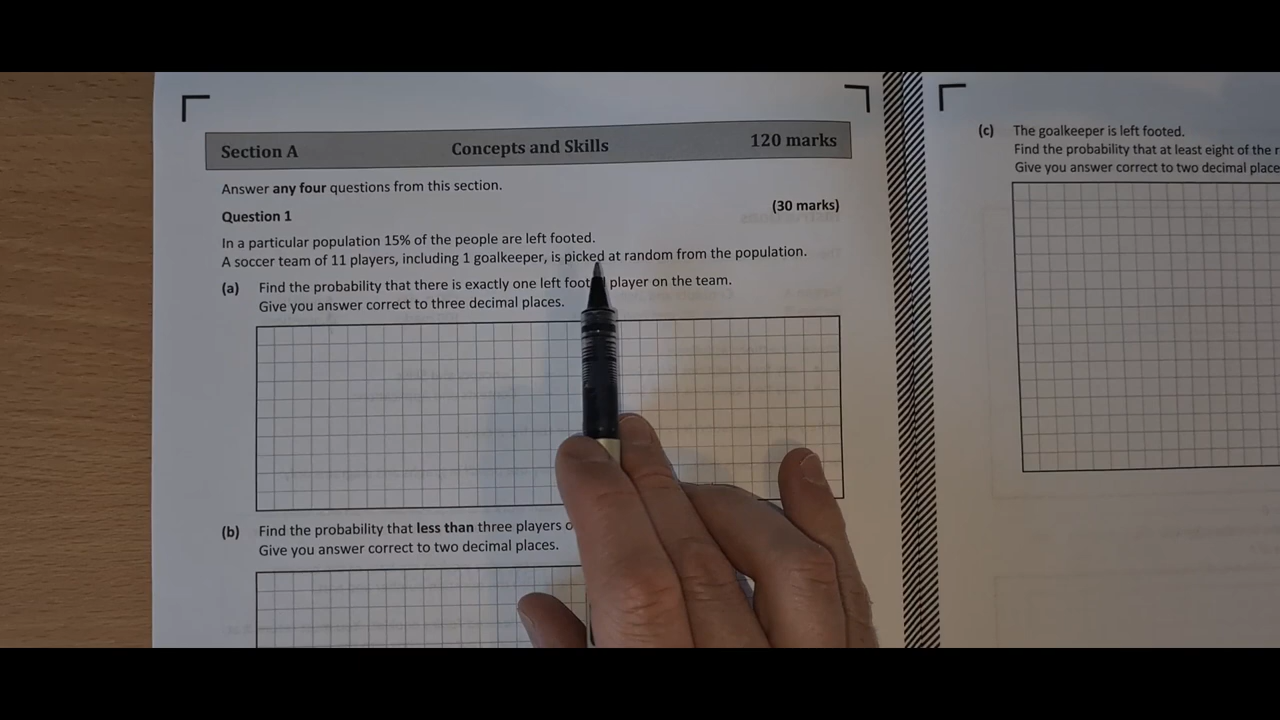 Section A Concepts and Skills 120 marks
Answer any four questions from this section.
Question 1 (30 marks)
In a particular population 15% of the people are left footed.
A soccer team of 11 players, including 1 goalkeeper, is picked at random from the population.
(a) Find the probability that there is exactly one left player on the team.
Give you answer correct to three decimal places.
(b) Find the probability that less than three players
Give you answer correct to two decimal places.
(c) The goalkeeper is left footed.
Find the probability that at least eight of the
Give you answer correct to two decimal